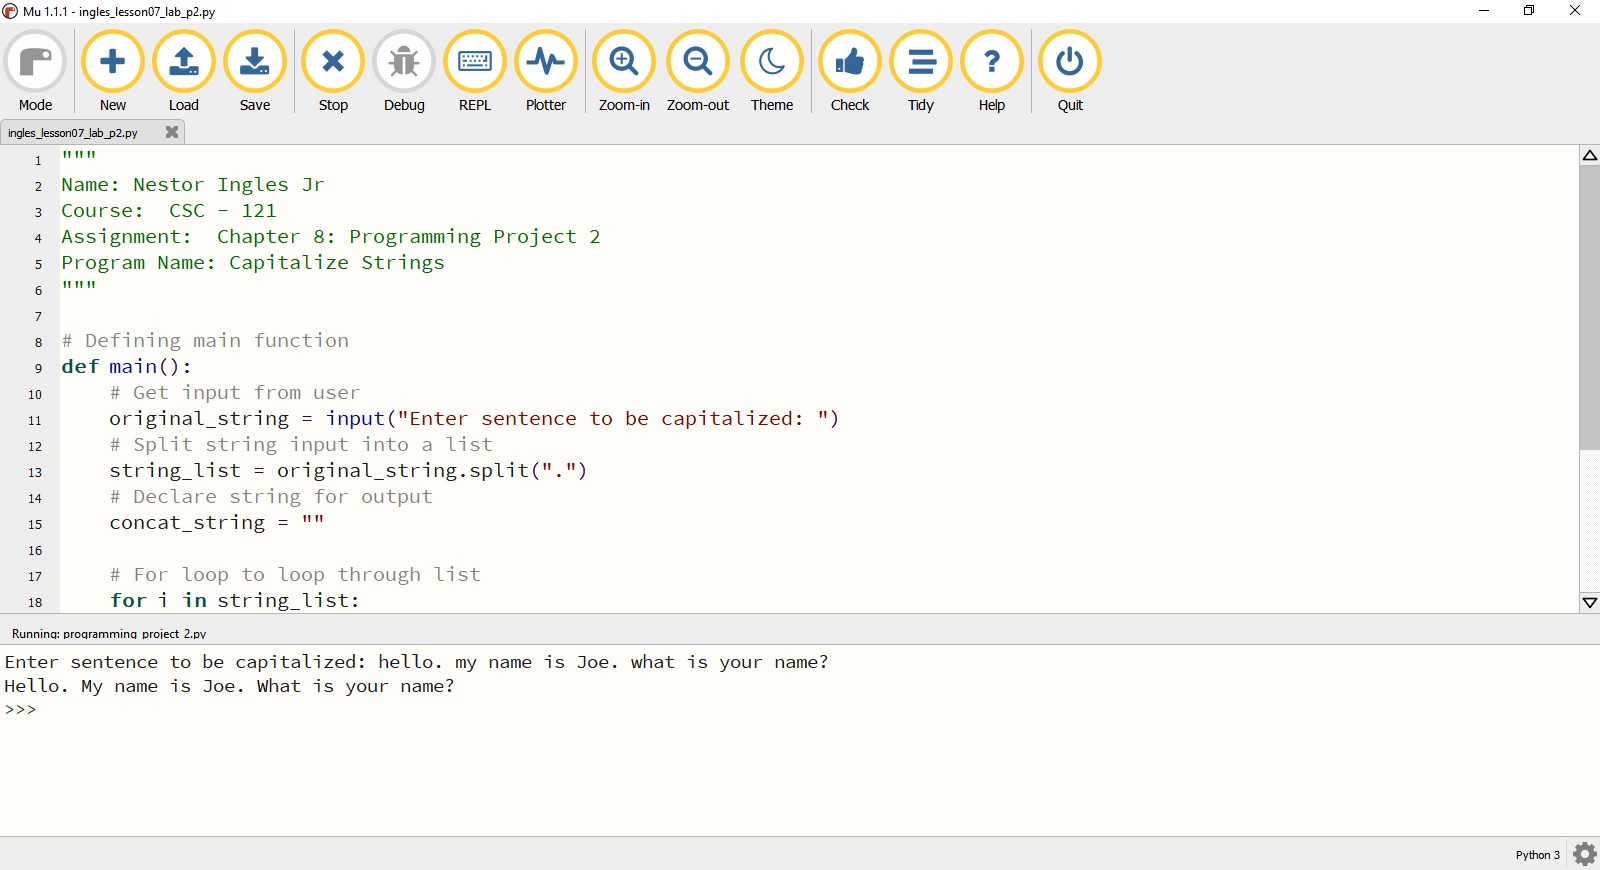 Mu 1.1.1 - ingles_lesson07_lab_p2.py
Mode New Load Save Stop Debug REPL Plotter Zoom-in Zoom-out Theme Check Tidy Help Quit
ingles_lesson07_lab_p2.py
1 """
2 Name: Nestor Ingles Jr
3 Course:  CSC - 121
4 Assignment:  Chapter 8: Programming Project 2
5 Program Name: Capitalize Strings
6 """
7
8 # Defining main function
9 def main():
10     # Get input from user
11     original_string = input("Enter sentence to be capitalized: ")
12     # Split string input into a list
13     string_list = original_string.split(".")
14     # Declare string for output
15     concat_string = ""
16
17     # For loop to loop through list
18     for i in string_list:
Running: programming_project_2.py
Enter sentence to be capitalized: hello. my name is Joe. what is your name?
Hello. My name is Joe. What is your name?
>>>
Python 3